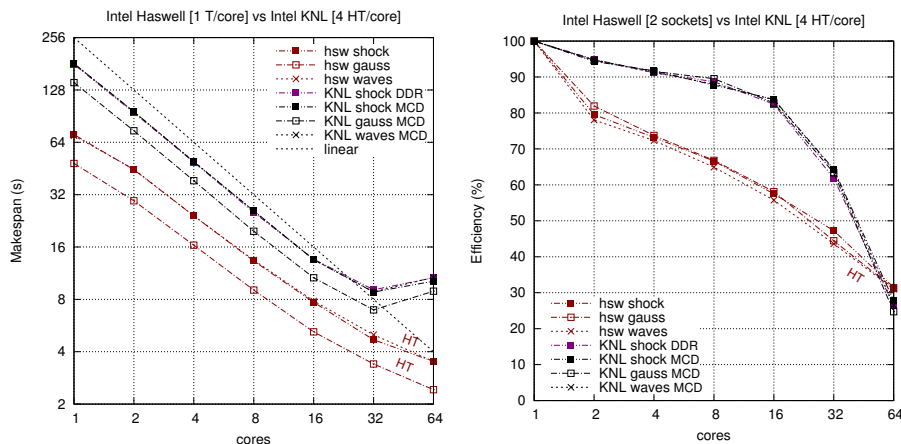 Intel Haswell [1 T/core] vs Intel KNL [4 HT/core]
Makespan (s)
256
128
64
32
16
8
4
2
1 2 4 8 16 32 64
cores
hsw shock
hsw gauss
hsw waves
KNL shock DDR
KNL shock MCD
KNL gauss MCD
KNL waves MCD
linear
HT
HT
Intel Haswell [2 sockets] vs Intel KNL [4 HT/core]
Efficiency (%)
100
90
80
70
60
50
40
30
20
10
0
1 2 4 8 16 32 64
cores
HT
hsw shock
hsw gauss
hsw waves
KNL shock DDR
KNL shock MCD
KNL gauss MCD
KNL waves MCD